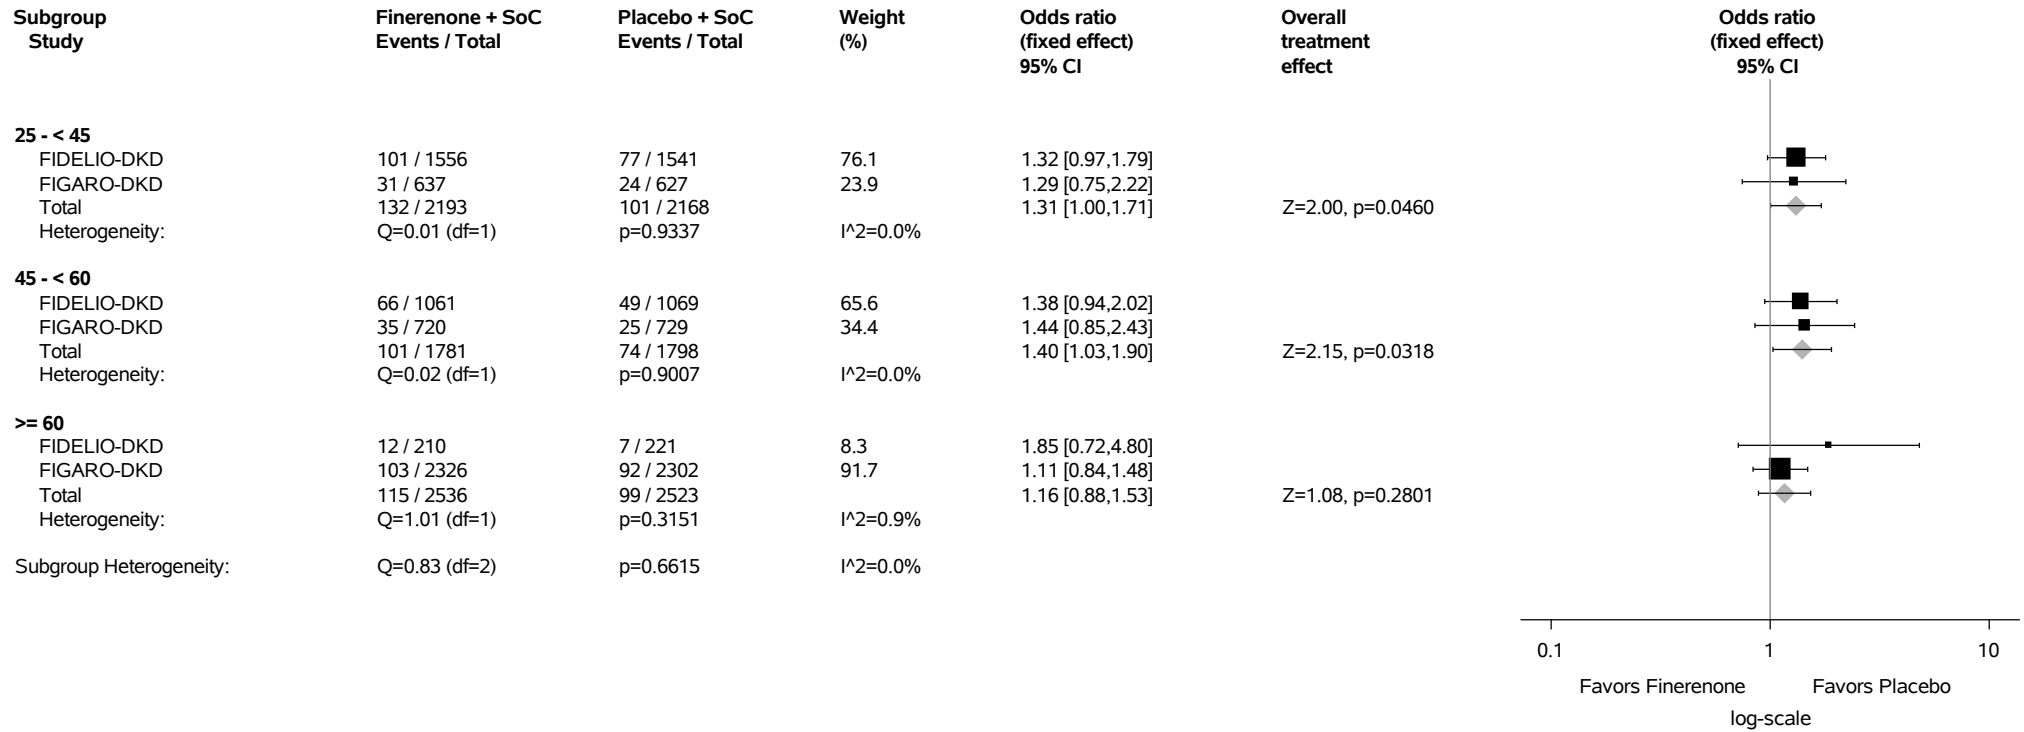 Subgroup Finerenone + SoC Placebo + SoC Weight Odds ratio Overall Odds ratio
Study Events / Total Events / Total (%) (fixed effect) treatment (fixed effect)
95% CI effect 95% CI
25 - < 45
FIDELIO-DKD 101 / 1556 77 / 1541 76.1 1.32 [0.97,1.79]
FIGARO-DKD 31 / 637 24 / 627 23.9 1.29 [0.75,2.22]
Total 132 / 2193 101 / 2168 1.31 [1.00,1.71] Z=2.00, p=0.0460
Heterogeneity: Q=0.01 (df=1) p=0.9337 I^2=0.0%
45 - < 60
FIDELIO-DKD 66 / 1061 49 / 1069 65.6 1.38 [0.94,2.02]
FIGARO-DKD 35 / 720 25 / 729 34.4 1.44 [0.85,2.43]
Total 101 / 1781 74 / 1798 1.40 [1.03,1.90] Z=2.15, p=0.0318
Heterogeneity: Q=0.02 (df=1) p=0.9007 I^2=0.0%
>= 60
FIDELIO-DKD 12 / 210 7 / 221 8.3 1.85 [0.72,4.80]
FIGARO-DKD 103 / 2326 92 / 2302 91.7 1.11 [0.84,1.48]
Total 115 / 2536 99 / 2523 1.16 [0.88,1.53] Z=1.08, p=0.2801
Heterogeneity: Q=1.01 (df=1) p=0.3151 I^2=0.9%
Subgroup Heterogeneity: Q=0.83 (df=2) p=0.6615 I^2=0.0%
0.1 1 10
Favors Finerenone Favors Placebo
log-scale